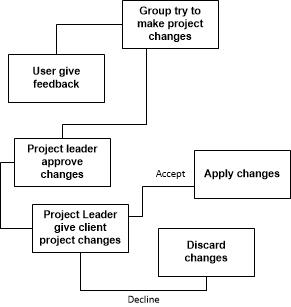 Group try to
make project
changes
User give
feedback
Project leader
approve
changes
Accept
Apply changes
Project Leader
give client
project changes
Discard
changes
Decline